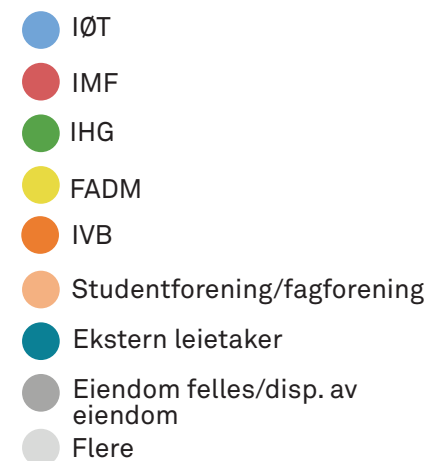 IØT
IMF
IHG
FADM
IVB
Studentforening/fagforening
Ekstern leietaker
Eiendom felles/disp. av
eiendom
Flere